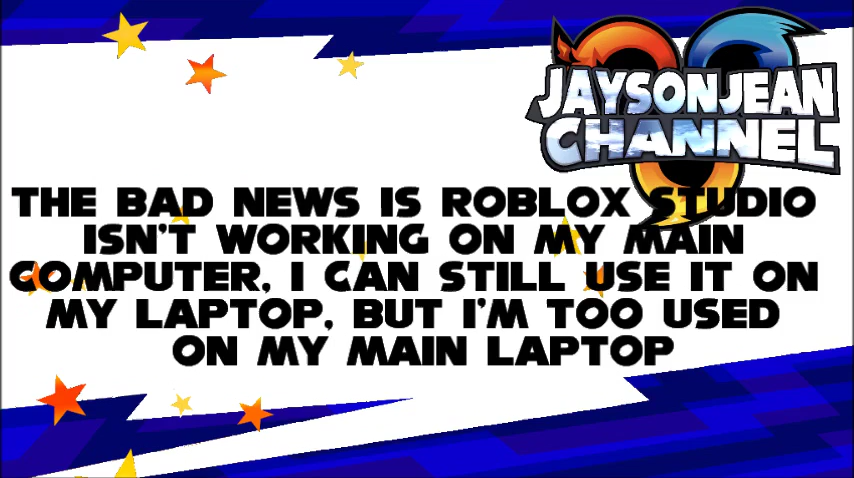 JAYSONJEAN
CHANNEL
THE BAD NEWS IS ROBLOX STUDIO
ISN'T WORKING ON MY MAIN
COMPUTER, I CAN STILL USE IT ON
MY LAPTOP, BUT I'M TOO USED
ON MY MAIN LAPTOP